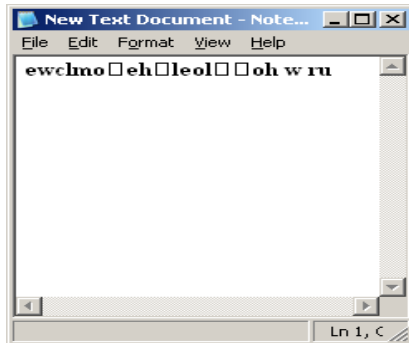 New Text Document - Note...
File Edit Format View Help
ewclmo□eh□leol□□oh w ru
Ln 1, C